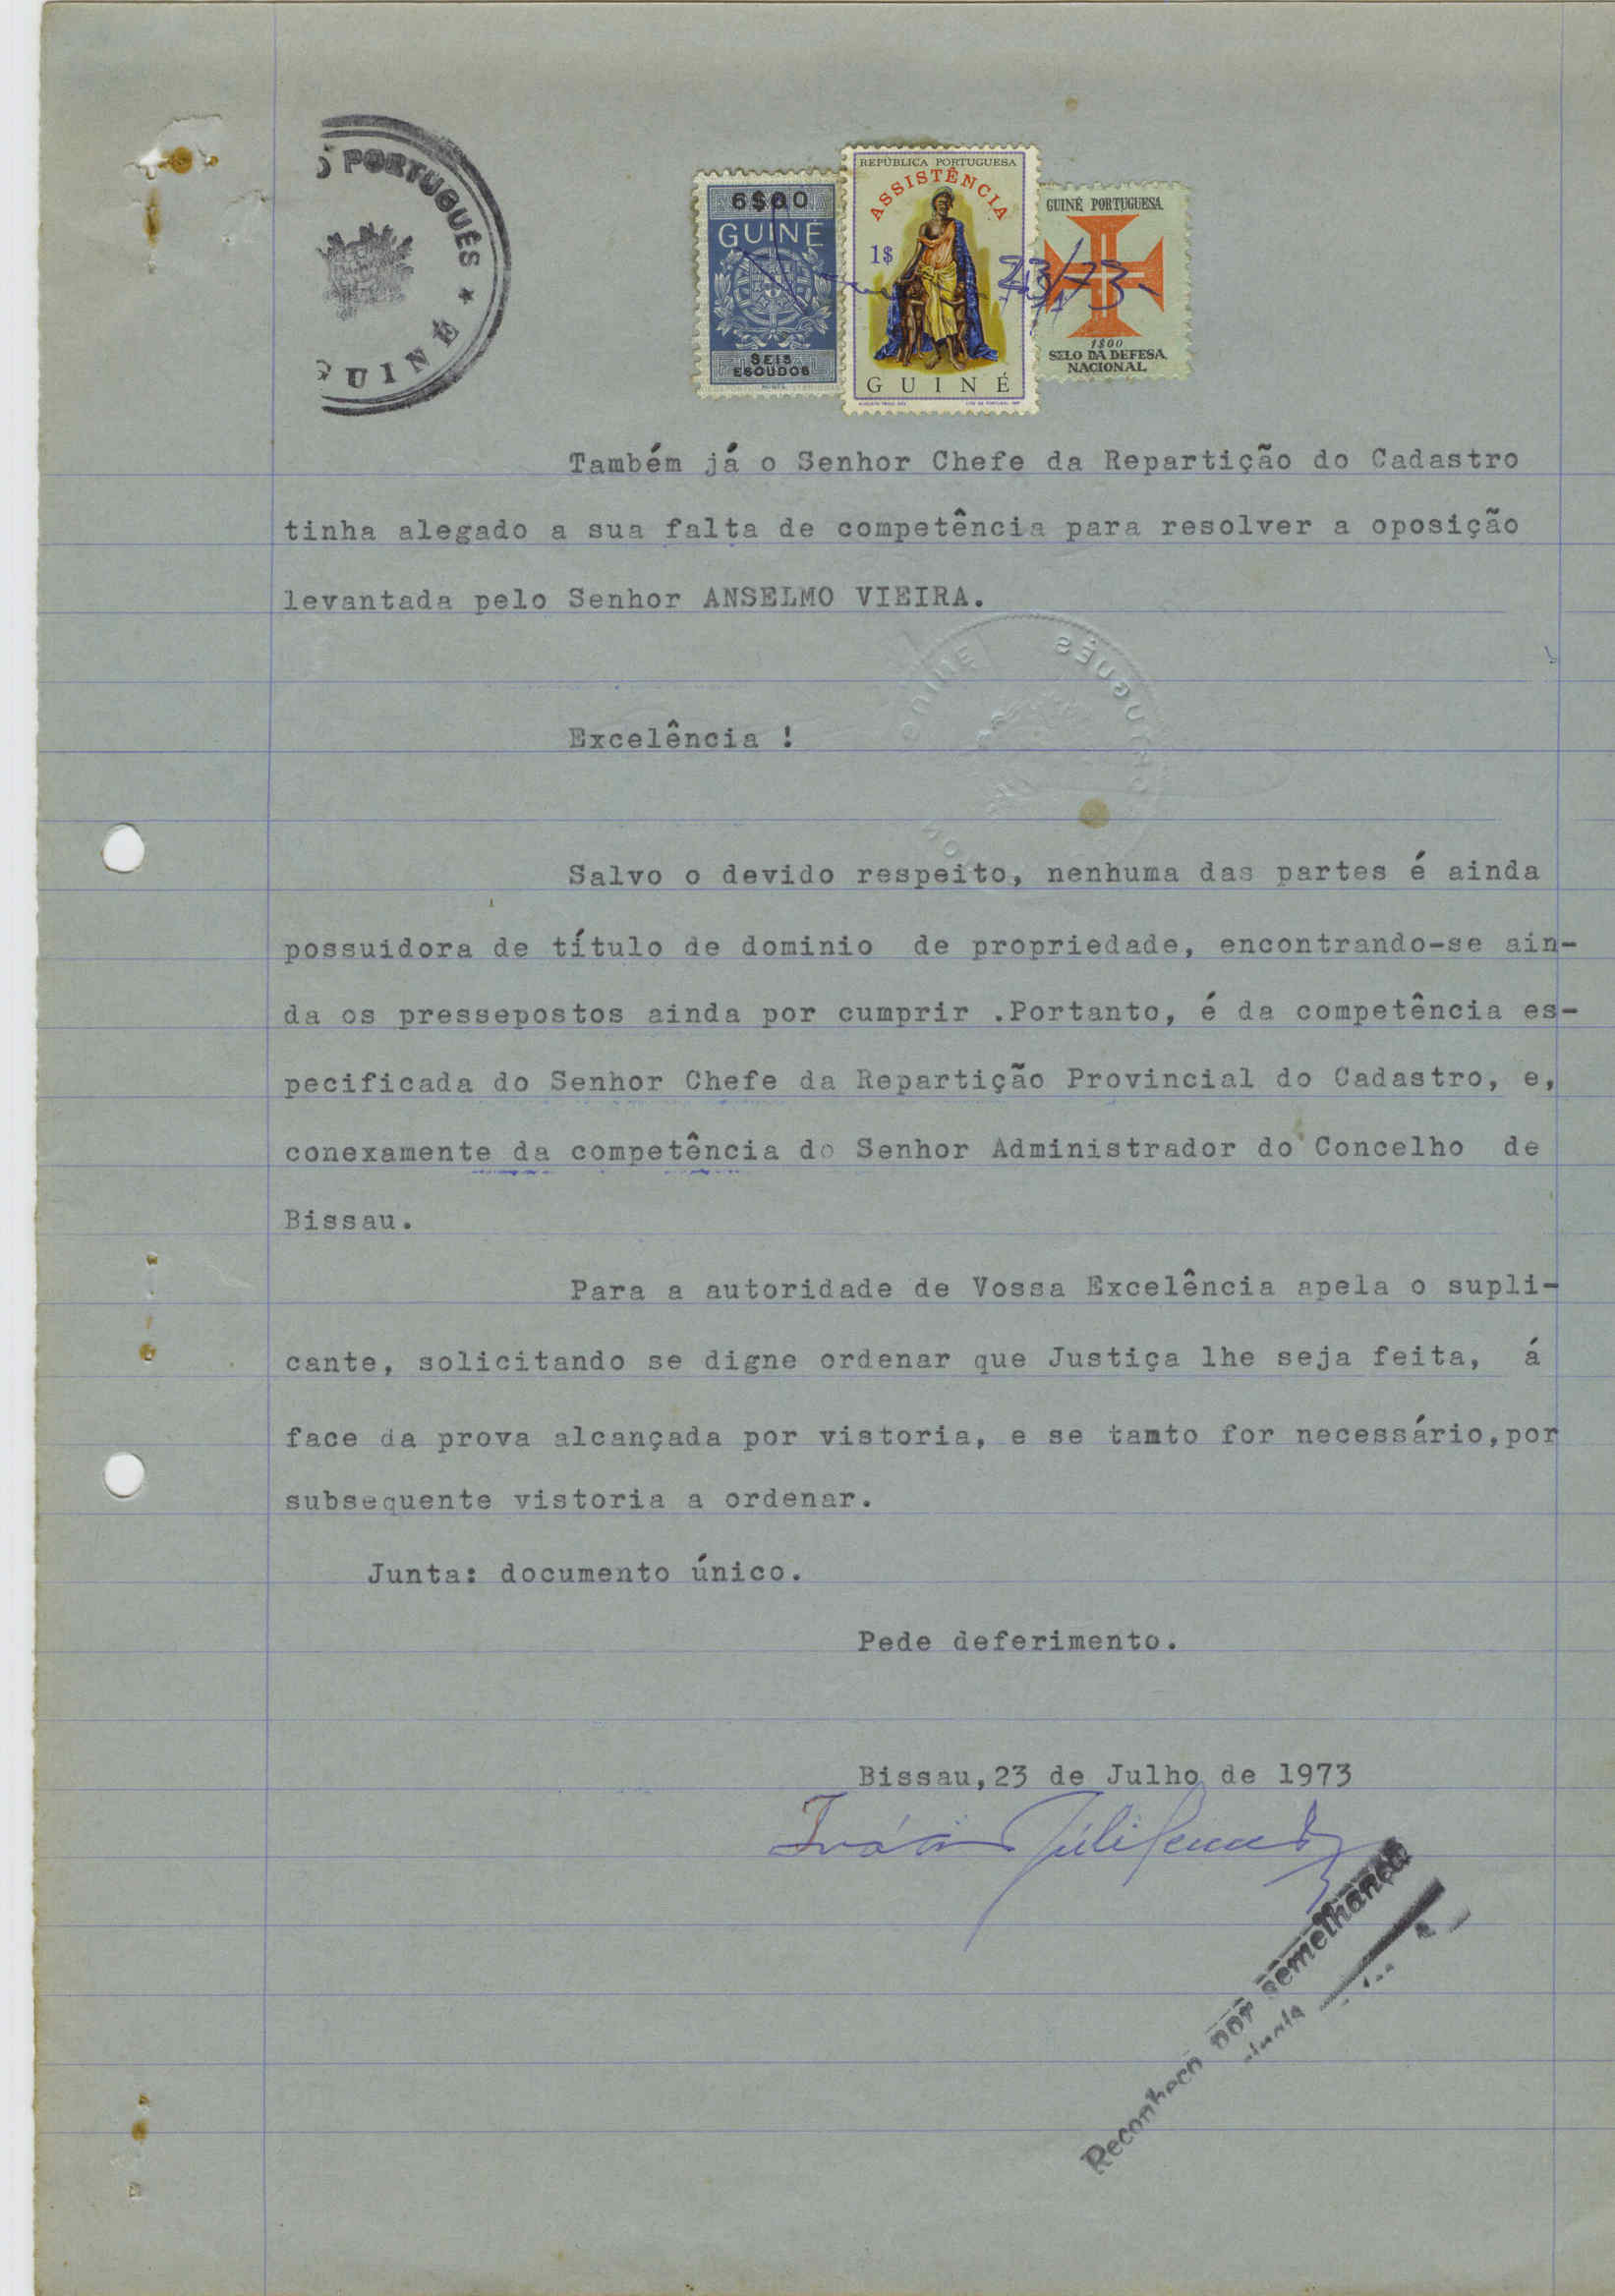 PORTUGUÊS ★
GUINÉ
6$00
GUINÉ
SEIS
ESCUDOS
REPÚBLICA PORTUGUESA
ASSISTÊNCIA
1$
GUINÉ
GUINÉ PORTUGUESA
1$00
SELO DA DEFESA
NACIONAL
23/73
Também já o Senhor Chefe da Repartição do Cadastro
tinha alegado a sua falta de competência para resolver a oposição
levantada pelo Senhor ANSELMO VIEIRA.
Excelência !
Salvo o devido respeito, nenhuma das partes é ainda
possuidora de título de dominio de propriedade, encontrando-se ain-
da os pressepostos ainda por cumprir .Portanto, é da competência es-
pecificada do Senhor Chefe da Repartição Provincial do Cadastro, e,
conexamente da competência do Senhor Administrador do Concelho de
Bissau.
Para a autoridade de Vossa Excelência apela o supli-
cante, solicitando se digne ordenar que Justiça lhe seja feita, á
face da prova alcançada por vistoria, e se tamto for necessário,por
subsequente vistoria a ordenar.
Junta: documento único.
Pede deferimento.
Bissau,23 de Julho de 1973
Reconheço por semelhança